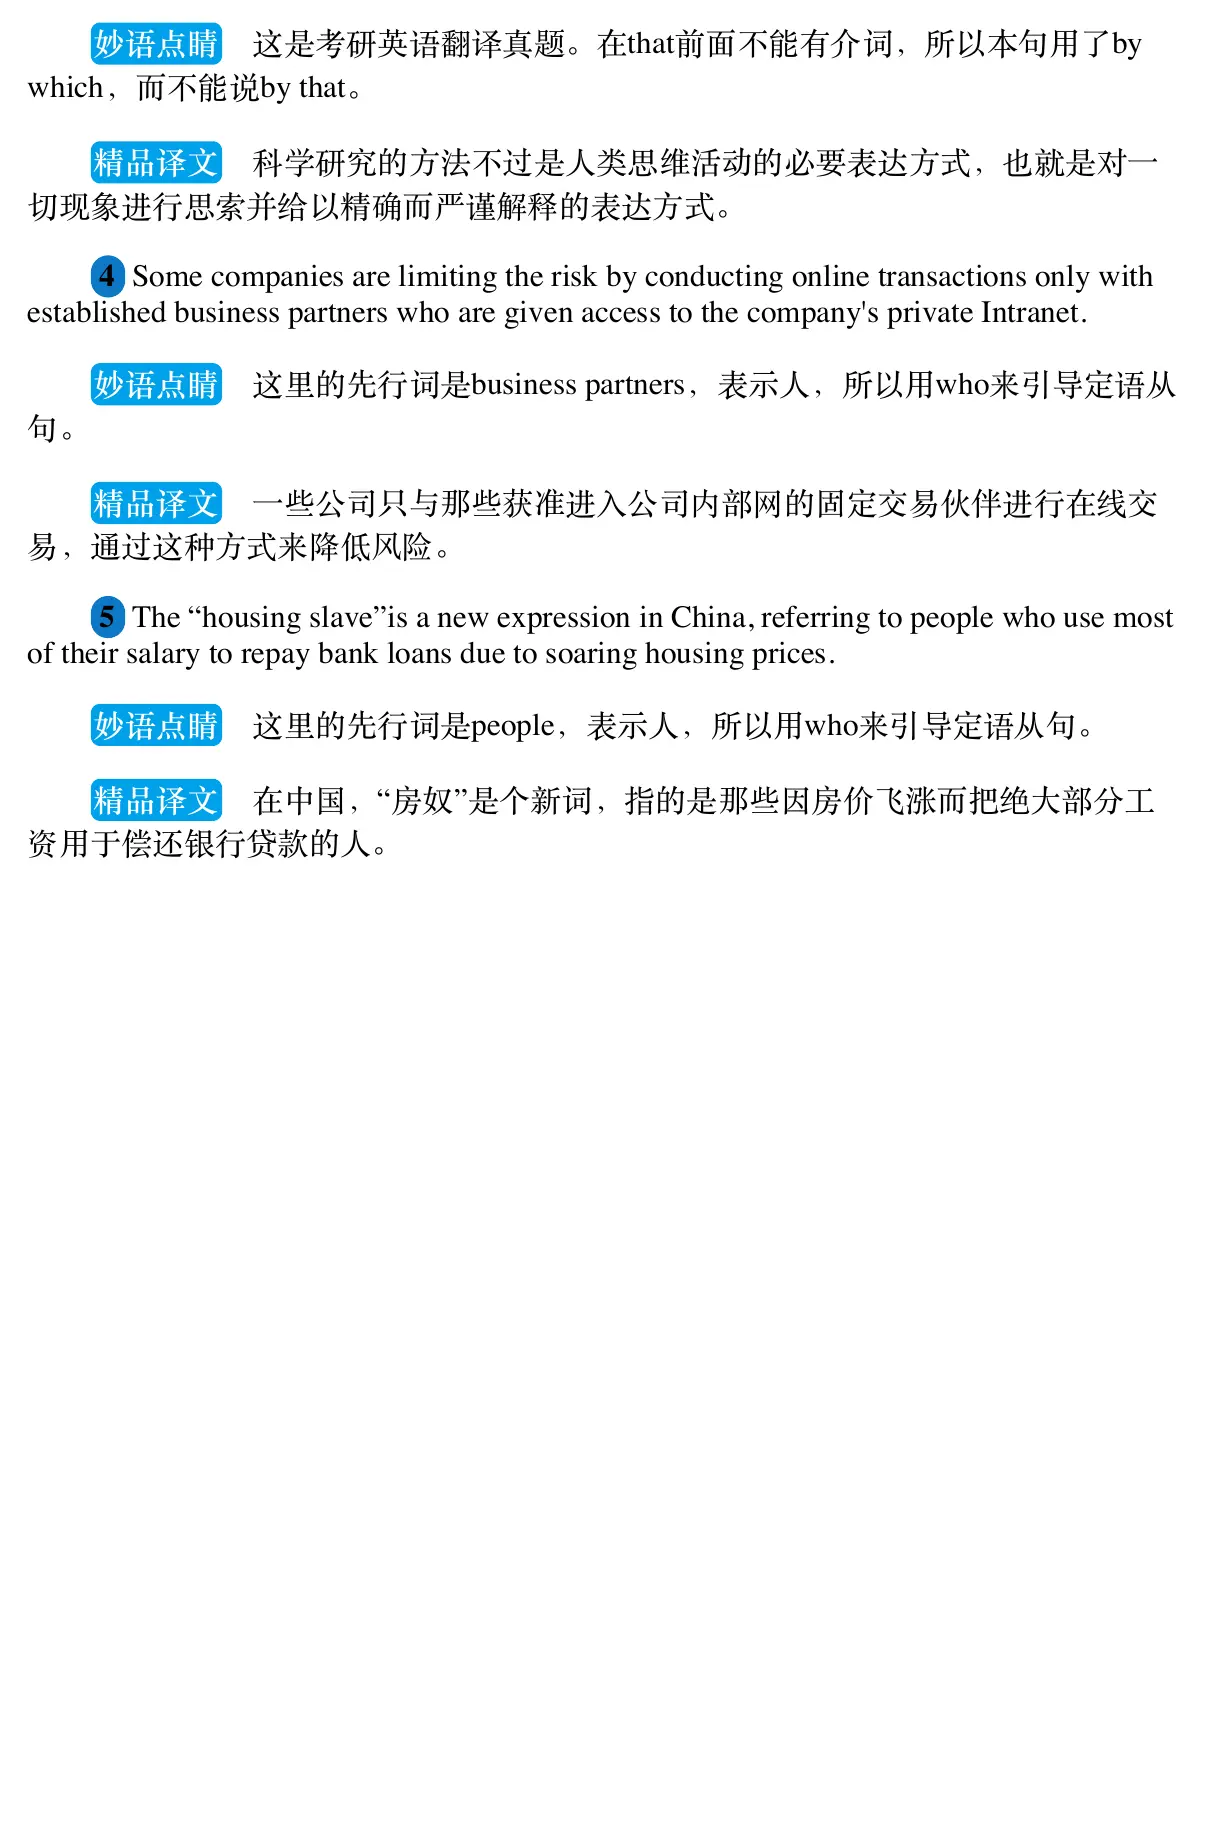 妙语点睛 这是考研英语翻译真题。在that前面不能有介词，所以本句用了by
which，而不能说by that。
精品译文 科学研究的方法不过是人类思维活动的必要表达方式，也就是对一
切现象进行思索并给以精确而严谨解释的表达方式。
4 Some companies are limiting the risk by conducting online transactions only with
established business partners who are given access to the company's private Intranet.
妙语点睛 这里的先行词是business partners，表示人，所以用who来引导定语从
句。
精品译文 一些公司只与那些获准进入公司内部网的固定交易伙伴进行在线交
易，通过这种方式来降低风险。
5 The “housing slave”is a new expression in China, referring to people who use most
of their salary to repay bank loans due to soaring housing prices.
妙语点睛 这里的先行词是people，表示人，所以用who来引导定语从句。
精品译文 在中国，“房奴”是个新词，指的是那些因房价飞涨而把绝大部分工
资用于偿还银行贷款的人。